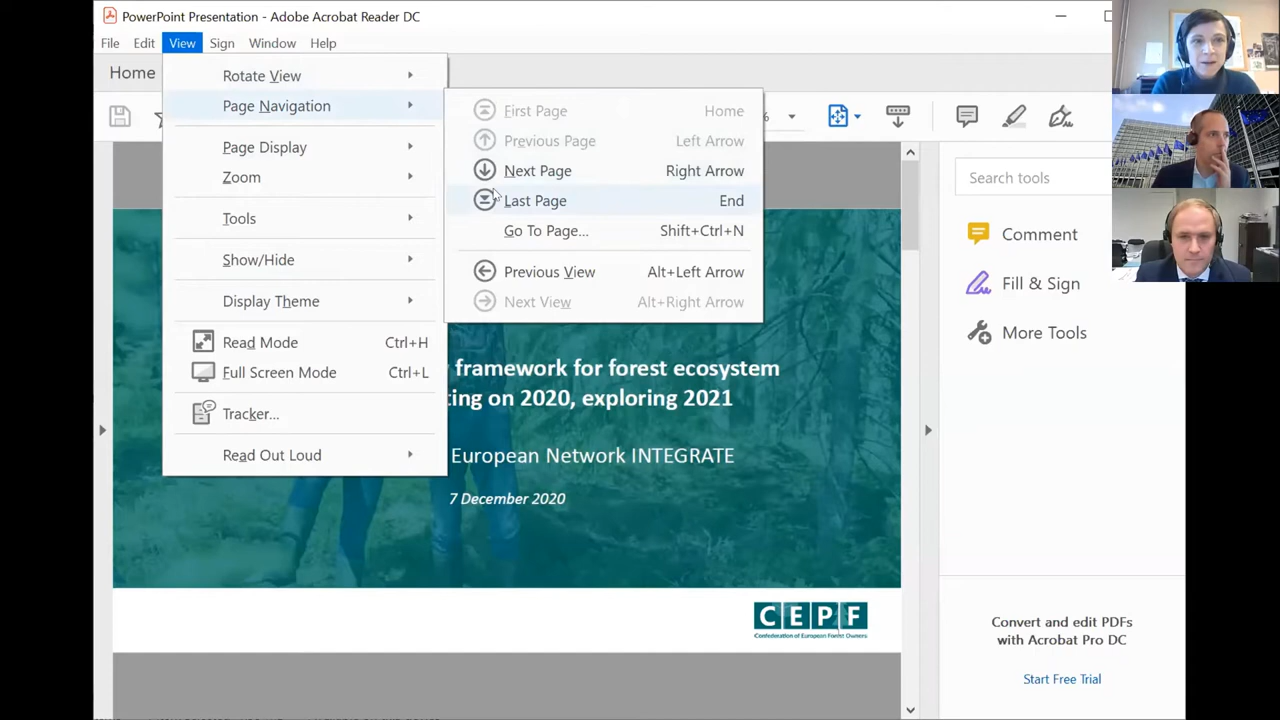 PowerPoint Presentation - Adobe Acrobat Reader DC
File Edit View Sign Window Help
Home
Rotate View
Page Navigation
Page Display
Zoom
Tools
Show/Hide
Display Theme
Read Mode Ctrl+H
Full Screen Mode Ctrl+L
Tracker...
Read Out Loud
First Page Home
Previous Page Left Arrow
Next Page Right Arrow
Last Page End
Go To Page... Shift+Ctrl+N
Previous View Alt+Left Arrow
Next View Alt+Right Arrow
%
Search tools
Comment
Fill & Sign
More Tools
framework for forest ecosystem
ting on 2020, exploring 2021
European Network INTEGRATE
7 December 2020
CEPF
Confederation of European Forest Owners
Convert and edit PDFs
with Acrobat Pro DC
Start Free Trial